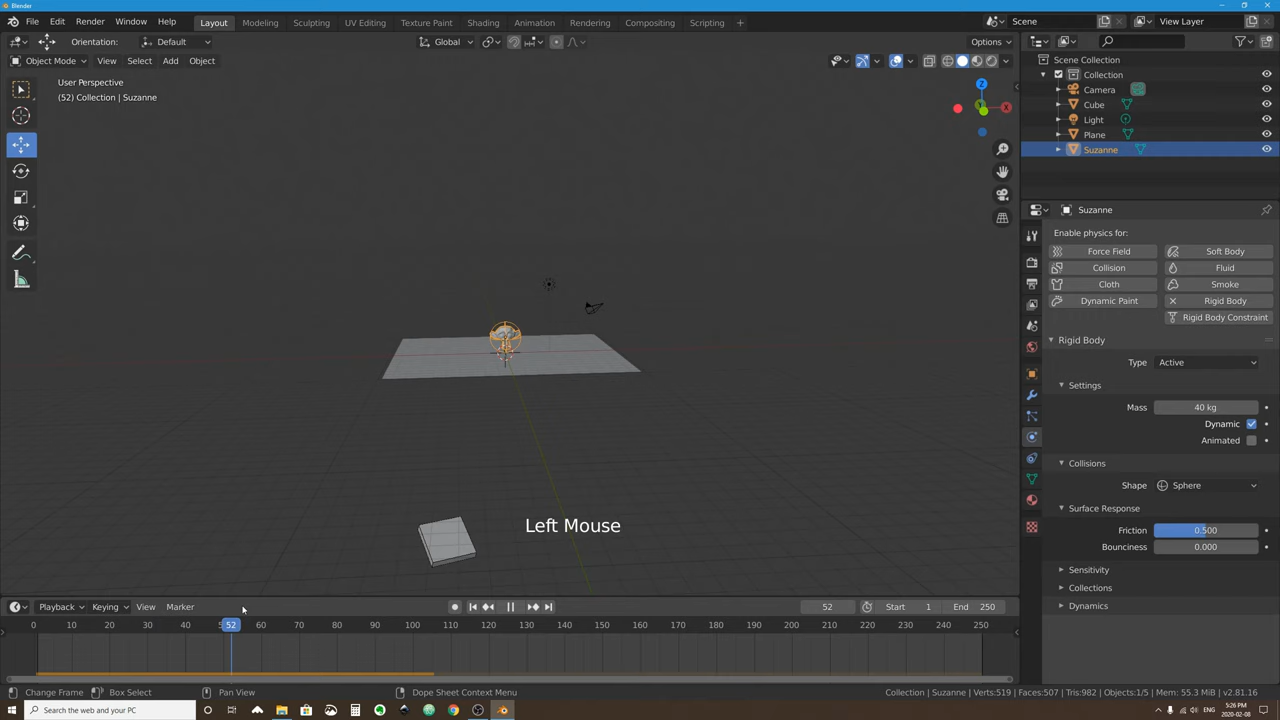 Blender
File Edit Render Window Help Layout Modeling Sculpting UV Editing Texture Paint Shading Animation Rendering Compositing Scripting + Scene View Layer
Orientation: Default Global Options
Object Mode View Select Add Object
User Perspective
(52) Collection | Suzanne
Z
X
Scene Collection
Collection
Camera
Cube
Light
Plane
Suzanne
Suzanne
Enable physics for:
Force Field Soft Body
Collision Fluid
Cloth Smoke
Dynamic Paint Rigid Body
Rigid Body Constraint
Rigid Body
Type Active
Settings
Mass 40 kg
Dynamic
Animated
Collisions
Shape Sphere
Surface Response
Friction 0.500
Bounciness 0.000
Sensitivity
Collections
Dynamics
Left Mouse
Playback Keying View Marker 52 Start 1 End 250
0 10 20 30 40 52 60 70 80 90 100 110 120 130 140 150 160 170 180 190 200 210 220 230 240 250
Change Frame Box Select Pan View Dope Sheet Context Menu Collection | Suzanne | Verts:519 | Faces:507 | Tris:982 | Objects:1/5 | Mem: 55.3 MiB | v2.81.16
Search the web and your PC ENG 5:26 PM
2020-02-08